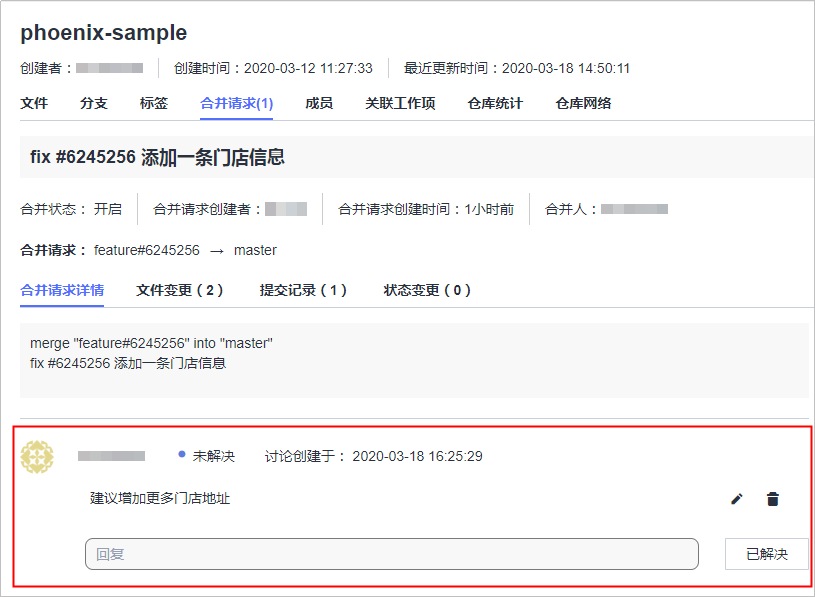 phoenix-sample
创建者： 创建时间：2020-03-12 11:27:33 最近更新时间：2020-03-18 14:50:11
文件 分支 标签 合并请求(1) 成员 关联工作项 仓库统计 仓库网络
fix #6245256 添加一条门店信息
合并状态： 开启 合并请求创建者： 合并请求创建时间：1小时前 合并人：
合并请求： feature#6245256 → master
合并请求详情 文件变更（2） 提交记录（1） 状态变更（0）
merge "feature#6245256" into "master"
fix #6245256 添加一条门店信息
未解决 讨论创建于： 2020-03-18 16:25:29
建议增加更多门店地址
回复 已解决